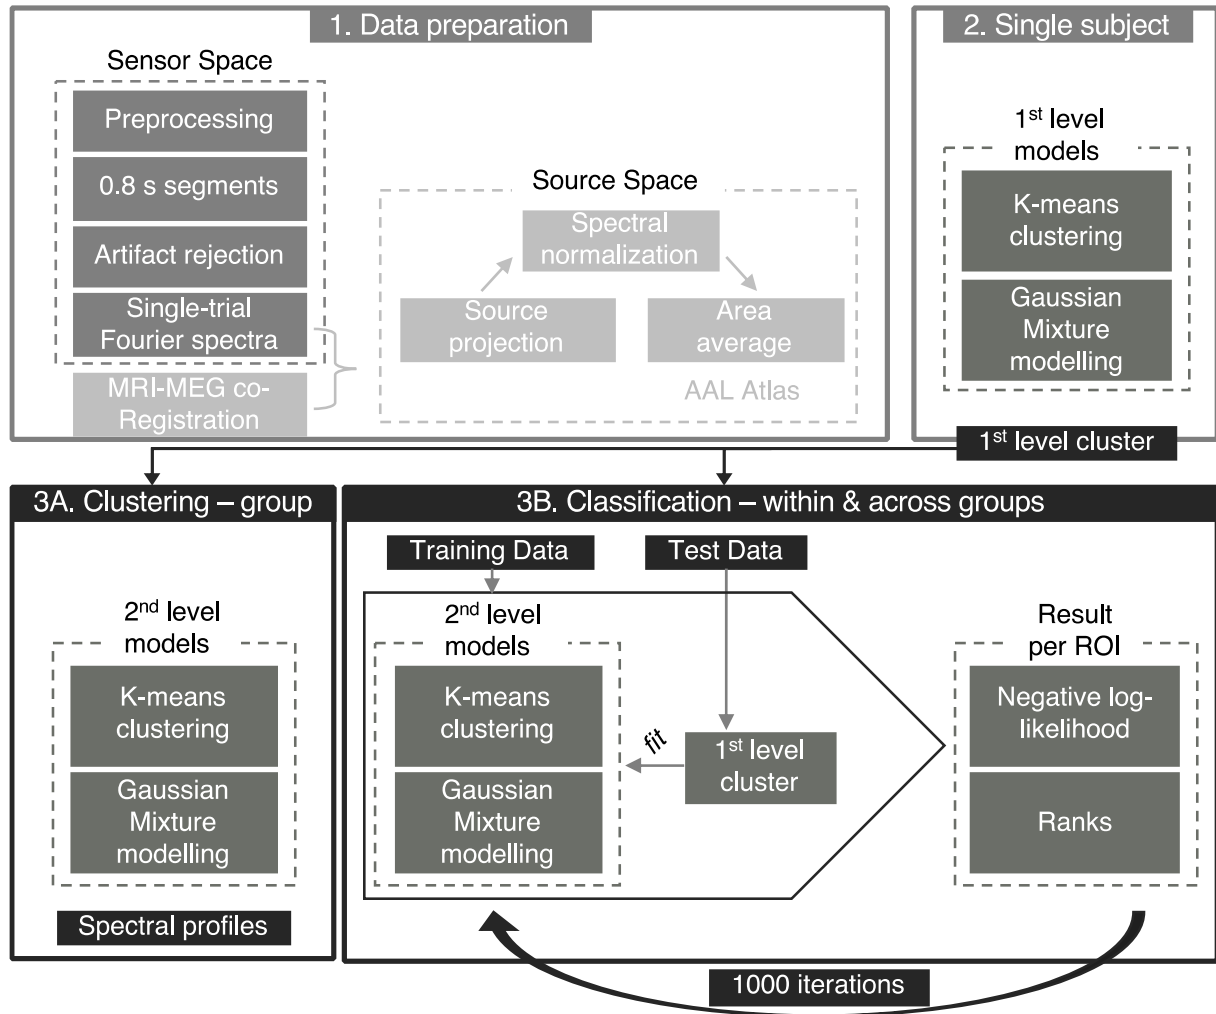 1. Data preparation
Sensor Space
Preprocessing
0.8 s segments
Artifact rejection
Single-trial
Fourier spectra
MRI-MEG co-
Registration
Source Space
Spectral
normalization
Source
projection
Area
average
AAL Atlas
2. Single subject
1st level
models
K-means
clustering
Gaussian
Mixture
modelling
1st level cluster
3A. Clustering – group
2nd level
models
K-means
clustering
Gaussian
Mixture
modelling
Spectral profiles
3B. Classification – within & across groups
Training Data
Test Data
2nd level
models
K-means
clustering
Gaussian
Mixture
modelling
fit
1st level
cluster
Result
per ROI
Negative log-
likelihood
Ranks
1000 iterations